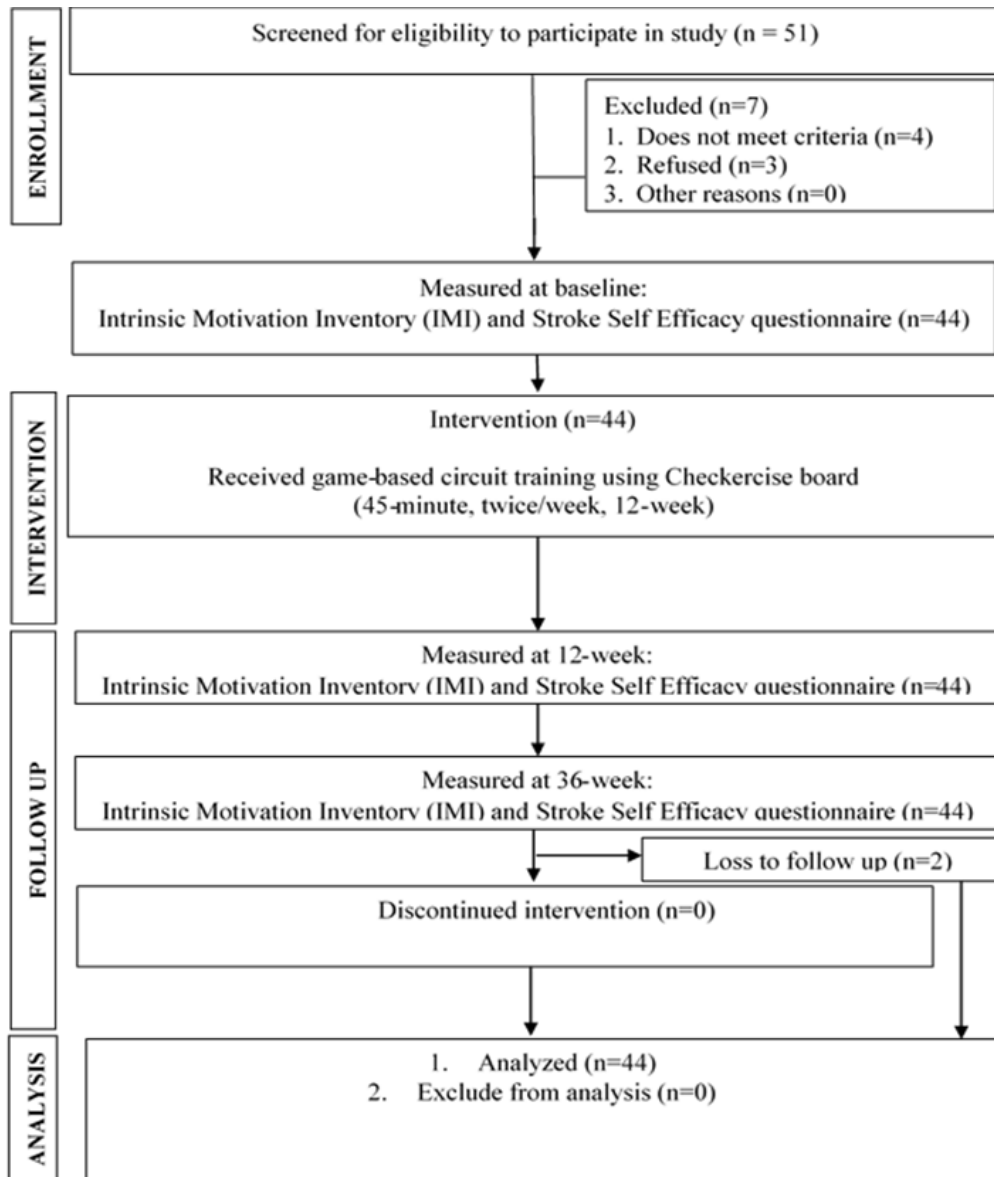 ENROLLMENT
Screened for eligibility to participate in study (n = 51)
Excluded (n=7)
1. Does not meet criteria (n=4)
2. Refused (n=3)
3. Other reasons (n=0)
Measured at baseline:
Intrinsic Motivation Inventory (IMI) and Stroke Self Efficacy questionnaire (n=44)
INTERVENTION
Intervention (n=44)
Received game-based circuit training using Checkercise board
(45-minute, twice/week, 12-week)
FOLLOW UP
Measured at 12-week:
Intrinsic Motivation Inventory (IMI) and Stroke Self Efficacy questionnaire (n=44)
Measured at 36-week:
Intrinsic Motivation Inventory (IMI) and Stroke Self Efficacy questionnaire (n=44)
Loss to follow up (n=2)
Discontinued intervention (n=0)
ANALYSIS
1. Analyzed (n=44)
2. Exclude from analysis (n=0)